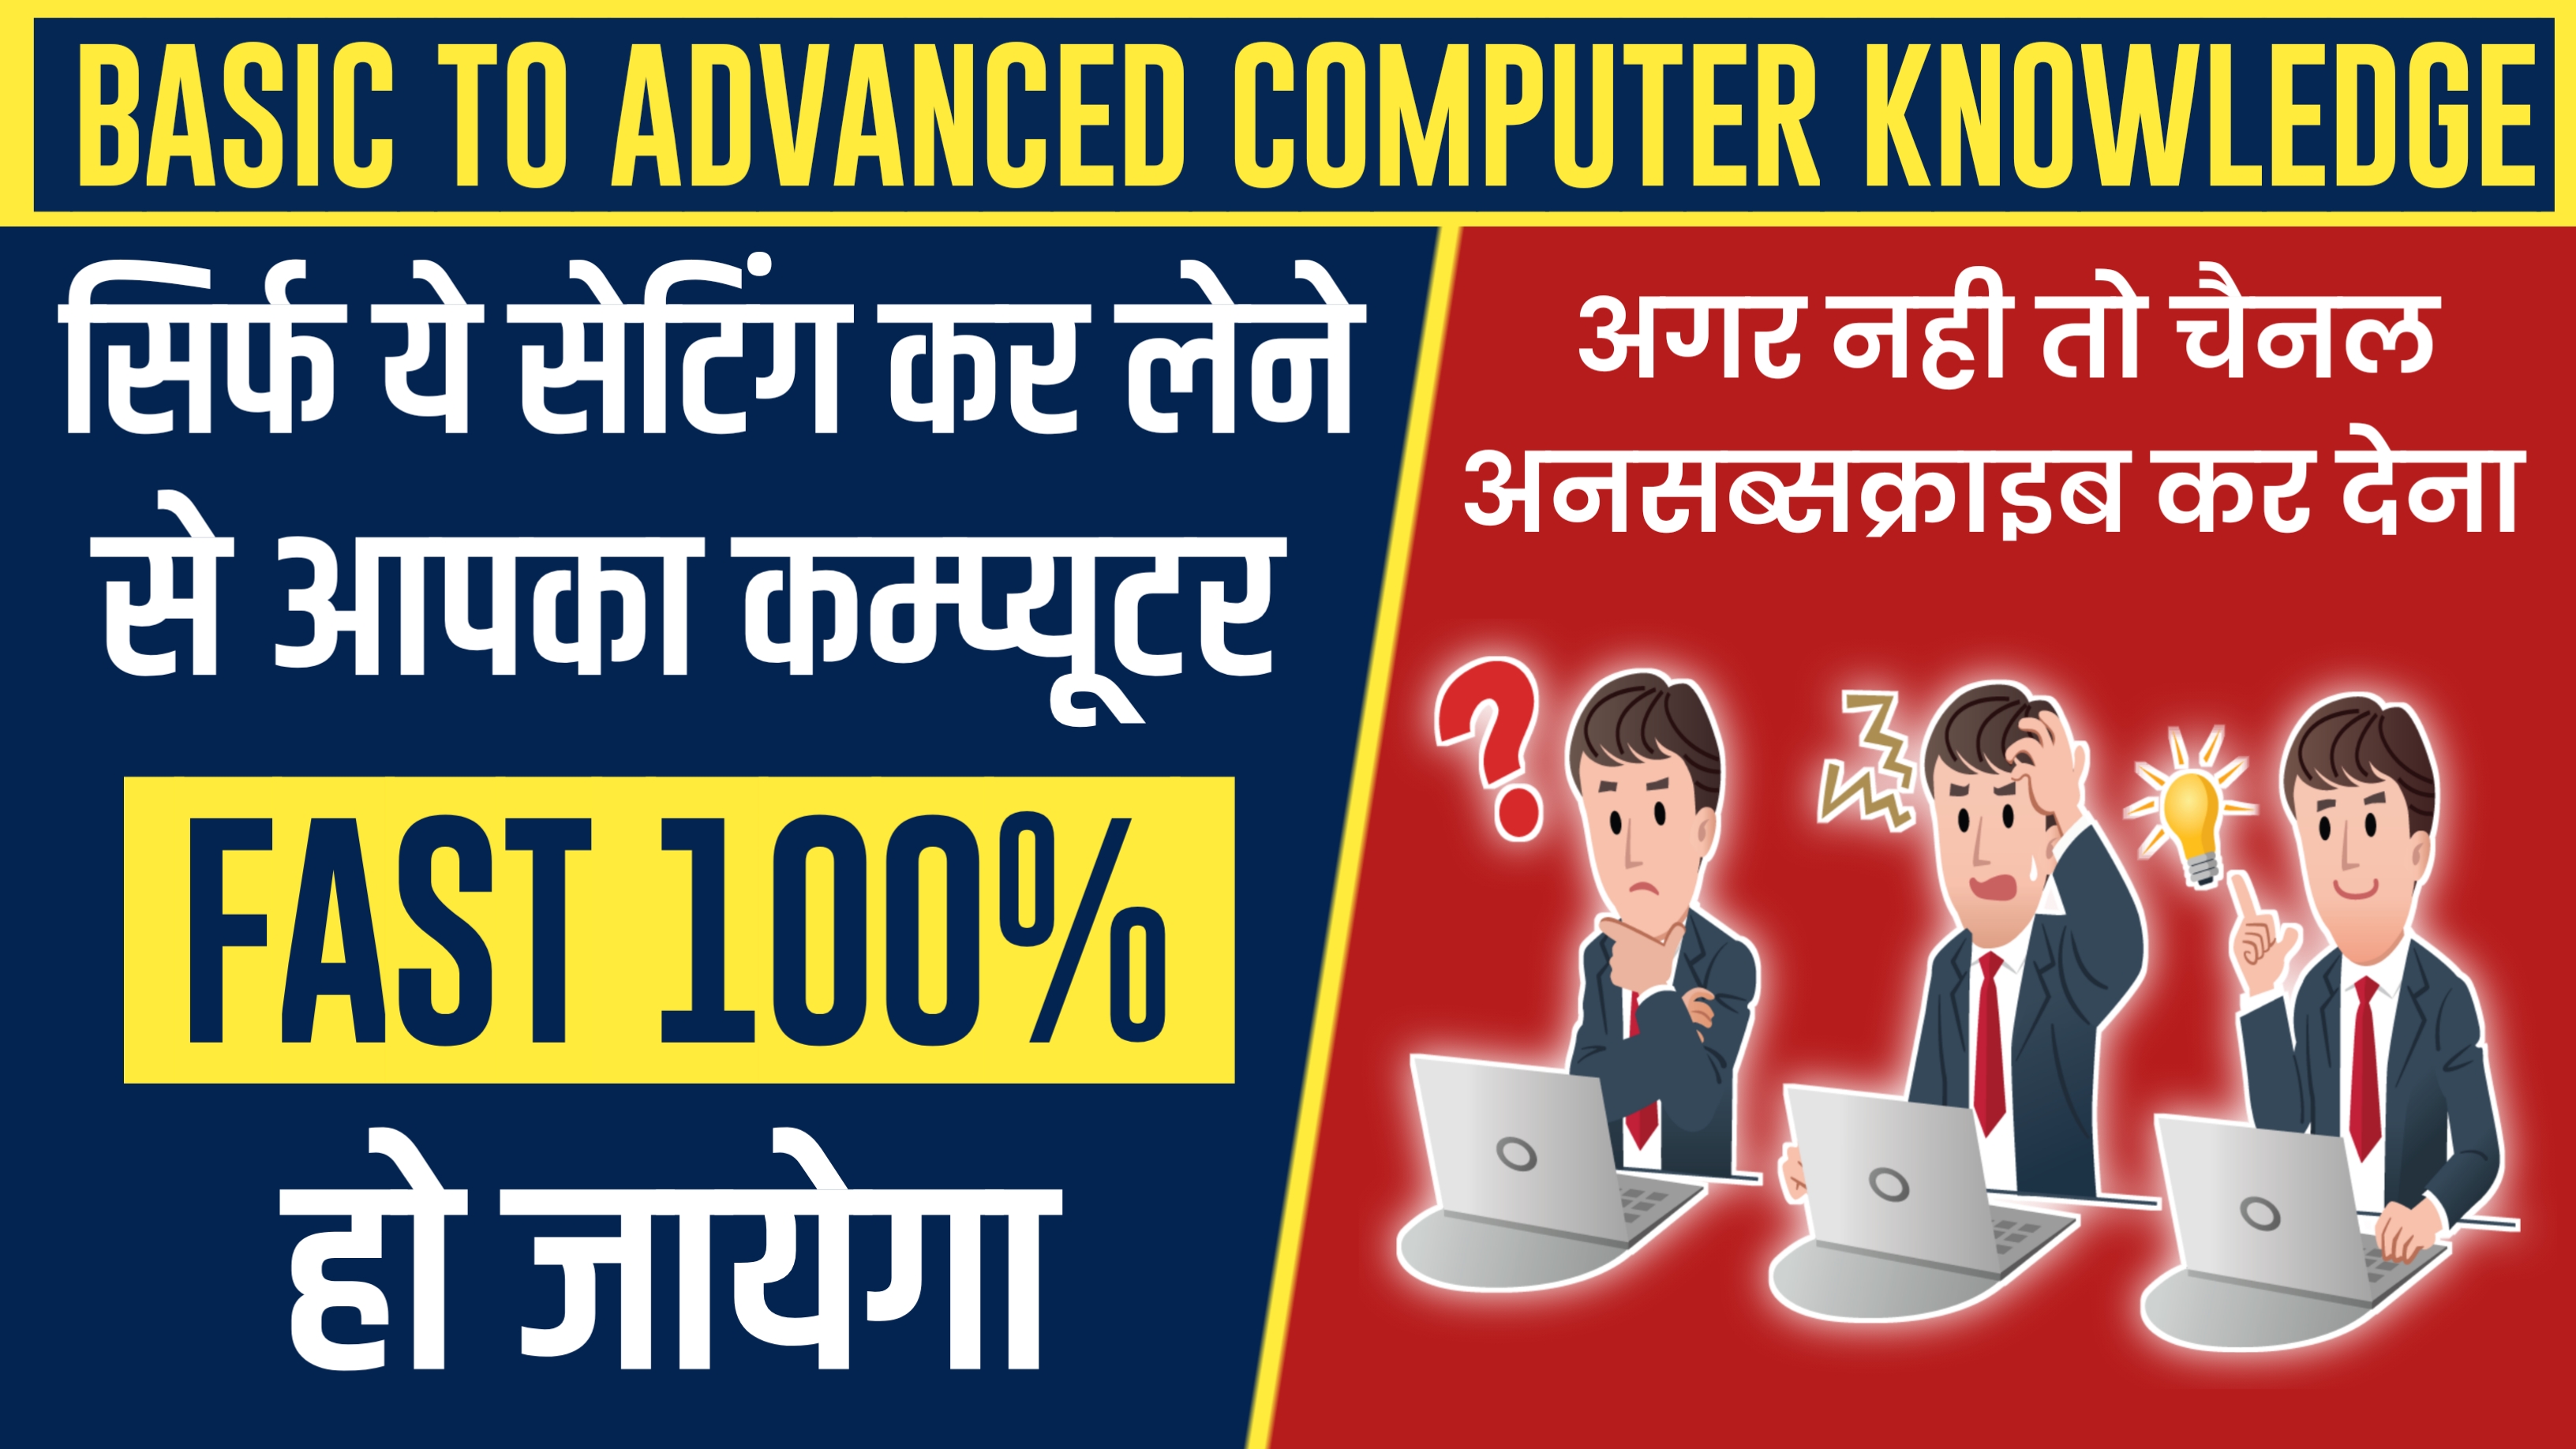 BASIC TO ADVANCED COMPUTER KNOWLEDGE
सिर्फ ये सेटिंग कर लेने
से आपका कम्प्यूटर
FAST 100%
हो जायेगा
अगर नही तो चैनल
अनसब्सक्राइब कर देना